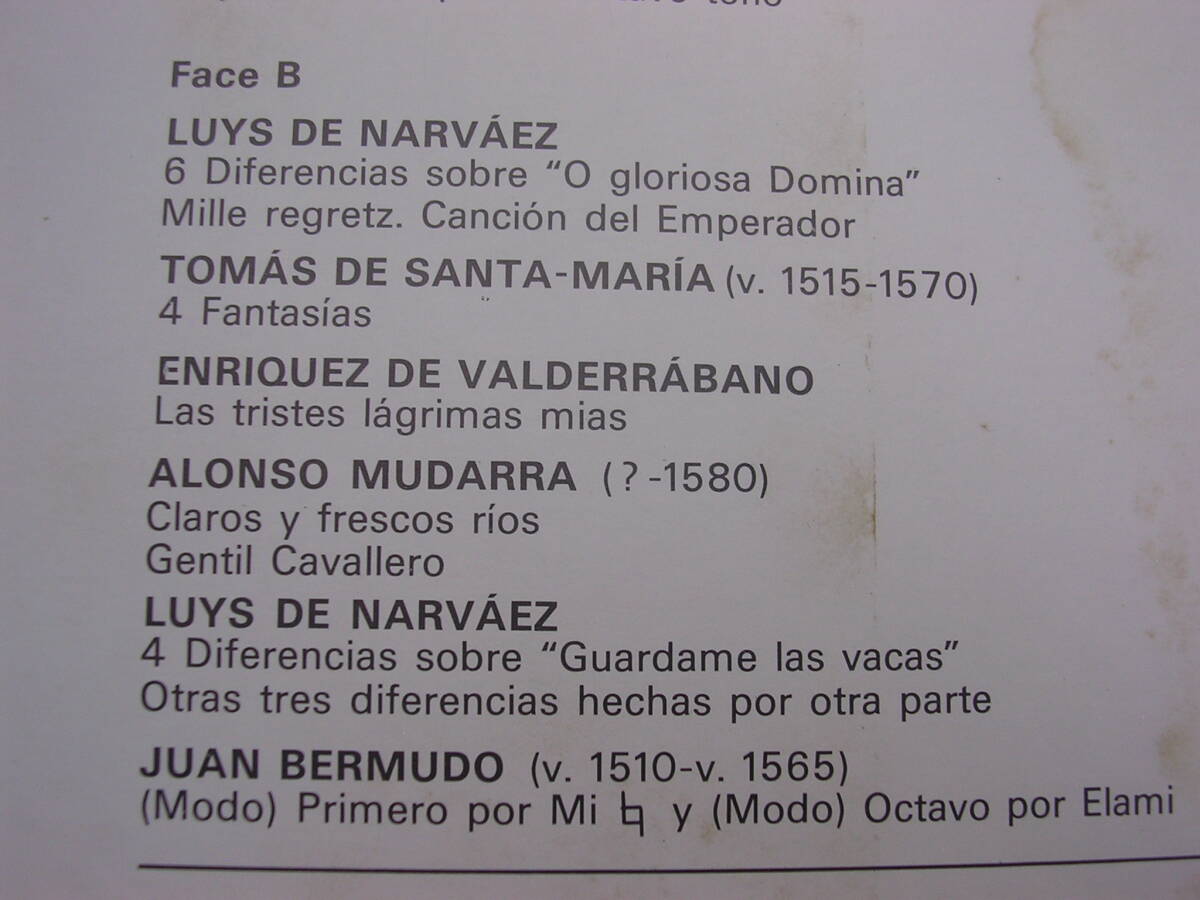 Face B
LUYS DE NARVÁEZ
6 Diferencias sobre "O gloriosa Domina"
Mille regretz. Canción del Emperador
TOMÁS DE SANTA-MARÍA (v. 1515-1570)
4 Fantasías
ENRIQUEZ DE VALDERRÁBANO
Las tristes lágrimas mias
ALONSO MUDARRA (?-1580)
Claros y frescos ríos
Gentil Cavallero
LUYS DE NARVÁEZ
4 Diferencias sobre "Guardame las vacas"
Otras tres diferencias hechas por otra parte
JUAN BERMUDO (v. 1510-v. 1565)
(Modo) Primero por Mi ♮ y (Modo) Octavo por Elami